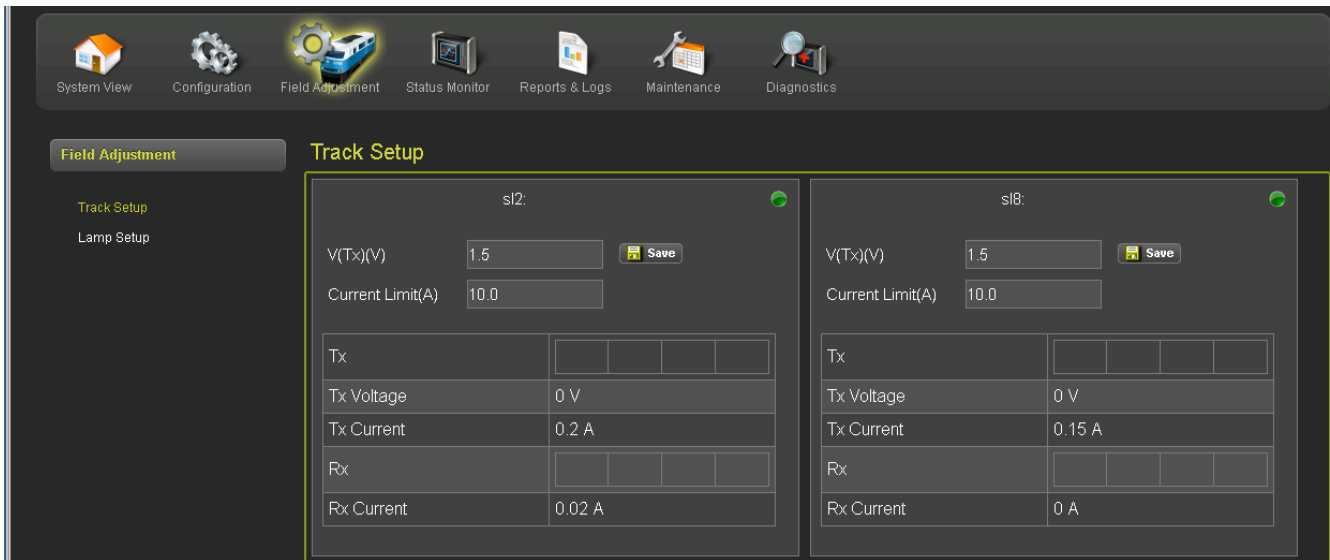 System View Configuration Field Adjustment Status Monitor Reports & Logs Maintenance Diagnostics
Field Adjustment
Track Setup
Lamp Setup
Track Setup
sl2:
V(Tx)(V) 1.5 Save
Current Limit(A) 10.0
Tx
Tx Voltage 0 V
Tx Current 0.2 A
Rx
Rx Current 0.02 A
sl8:
V(Tx)(V) 1.5 Save
Current Limit(A) 10.0
Tx
Tx Voltage 0 V
Tx Current 0.15 A
Rx
Rx Current 0 A